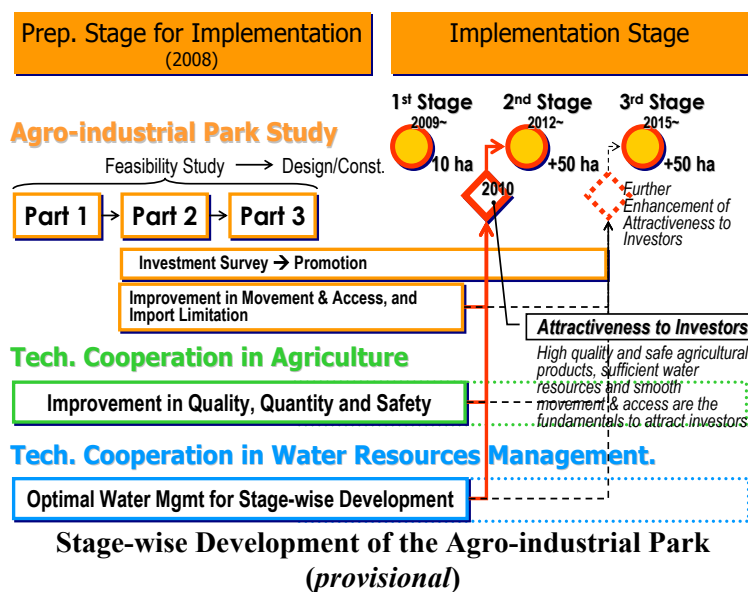 Prep. Stage for Implementation
(2008)
Implementation Stage
1st Stage
2009~
10 ha
2nd Stage
2012~
+50 ha
3rd Stage
2015~
+50 ha
Agro-industrial Park Study
Feasibility Study → Design/Const.
Part 1 → Part 2 → Part 3
2010
Further
Enhancement of
Attractiveness to
Investors
Investment Survey → Promotion
Improvement in Movement & Access, and
Import Limitation
Attractiveness to Investors
High quality and safe agricultural
products, sufficient water
resources and smooth
movement & access are the
fundamentals to attract investors
Tech. Cooperation in Agriculture
Improvement in Quality, Quantity and Safety
Tech. Cooperation in Water Resources Management.
Optimal Water Mgmt for Stage-wise Development
Stage-wise Development of the Agro-industrial Park
(provisional)